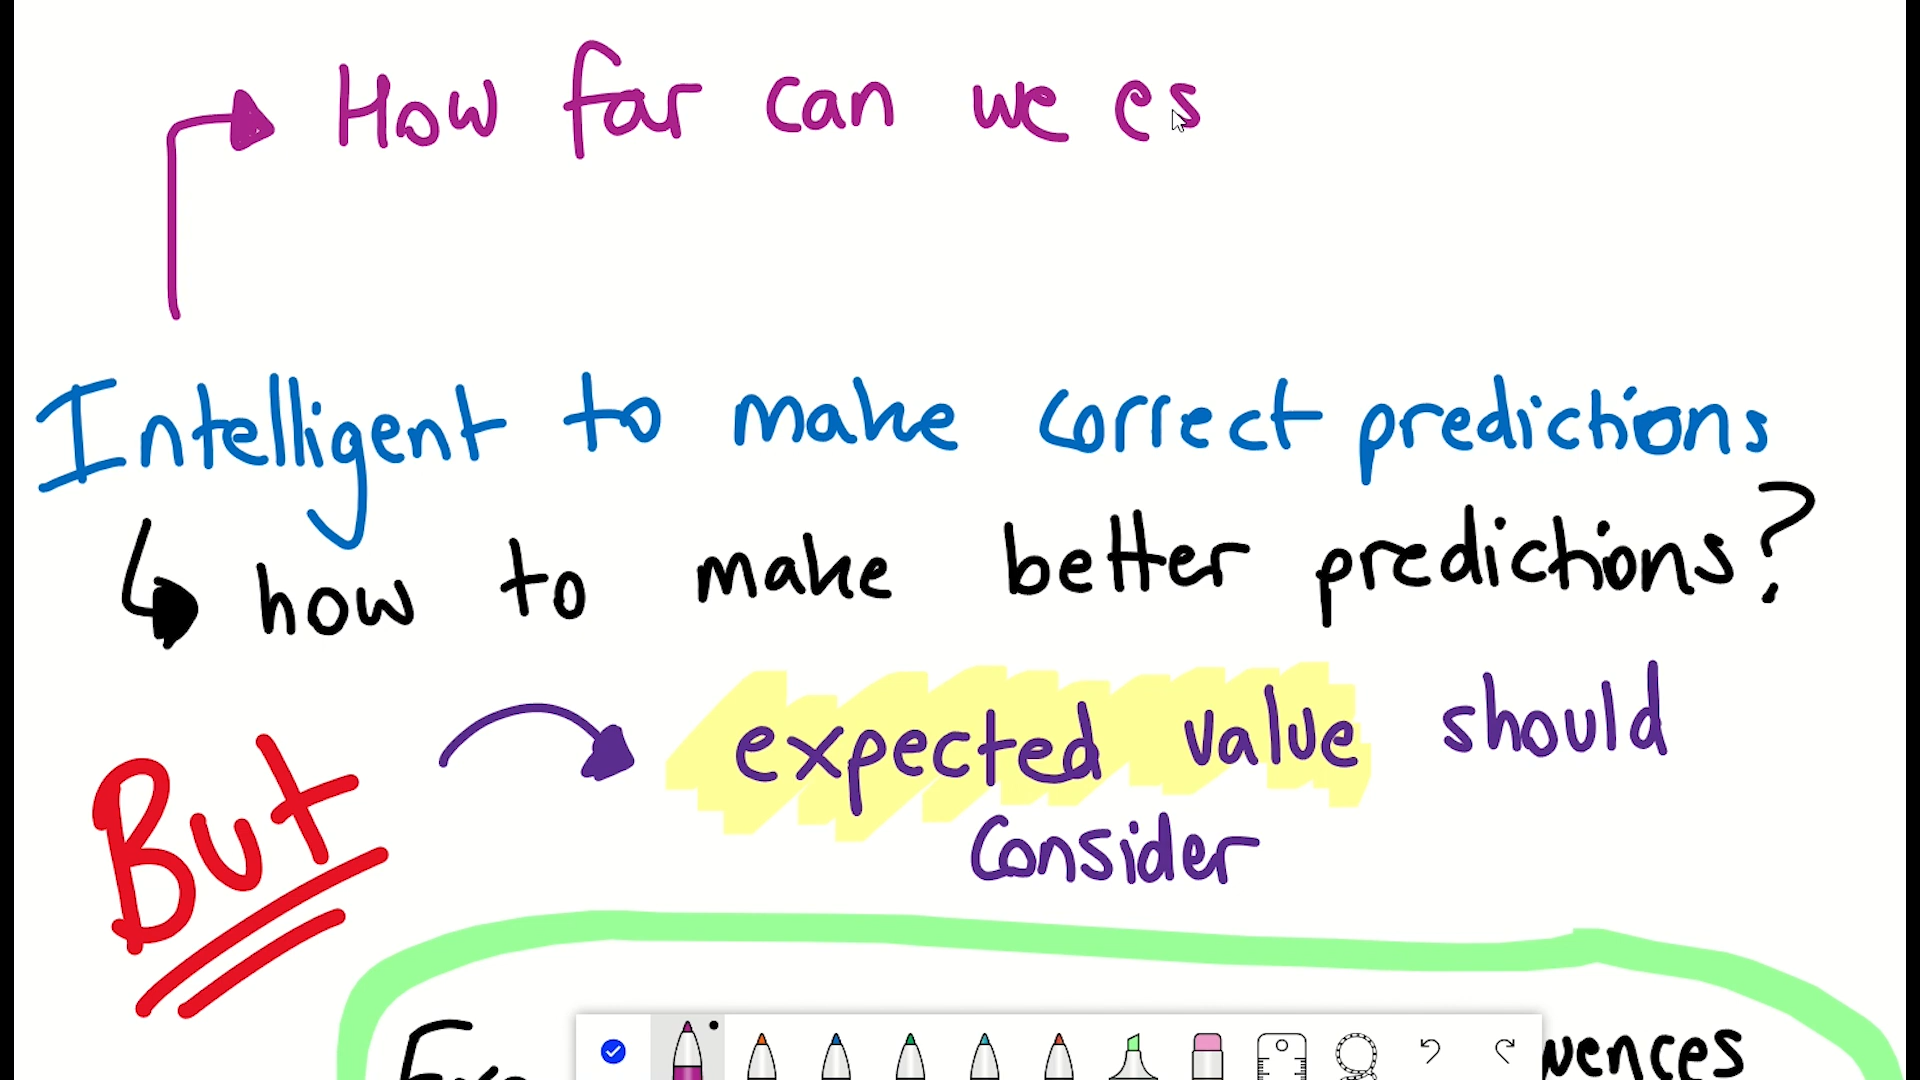 How far can we es
Intelligent to make correct predictions
how to make better predictions?
expected value should
But
Consider